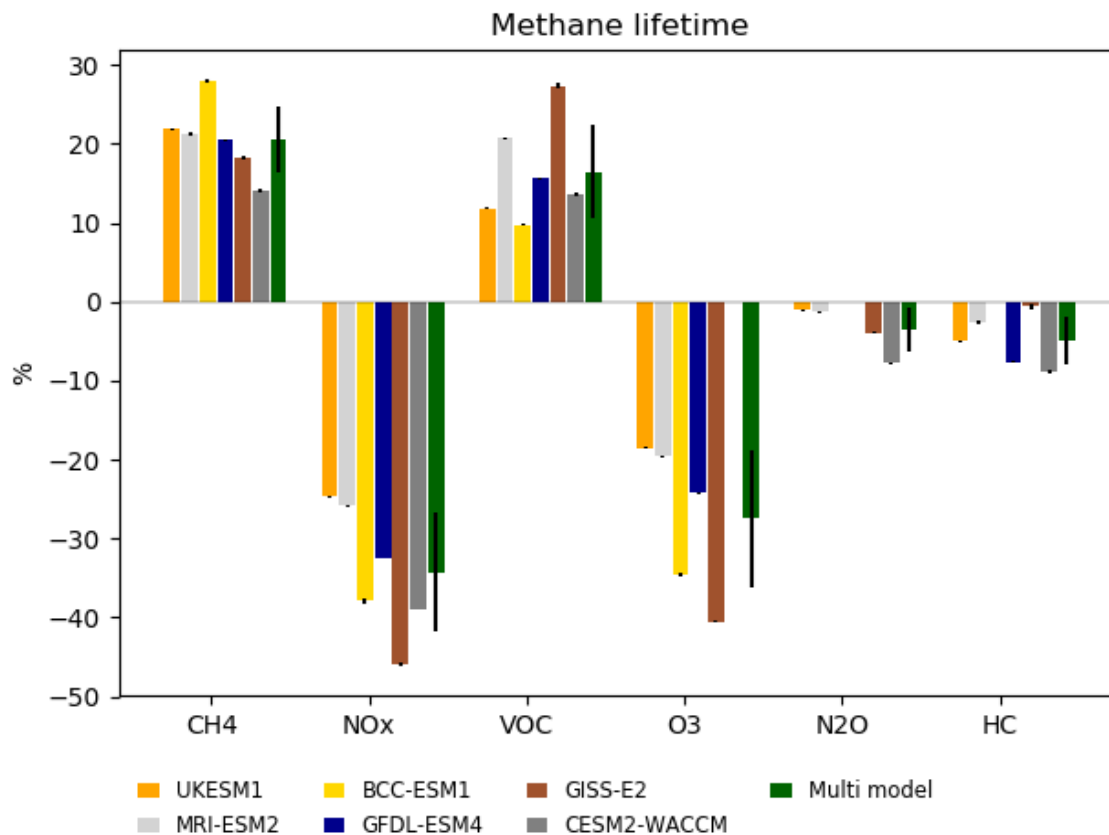 Methane lifetime
30
20
10
0
−10
−20
−30
−40
−50
%
CH4 NOx VOC O3 N2O HC
UKESM1 BCC-ESM1 GISS-E2 Multi model
MRI-ESM2 GFDL-ESM4 CESM2-WACCM